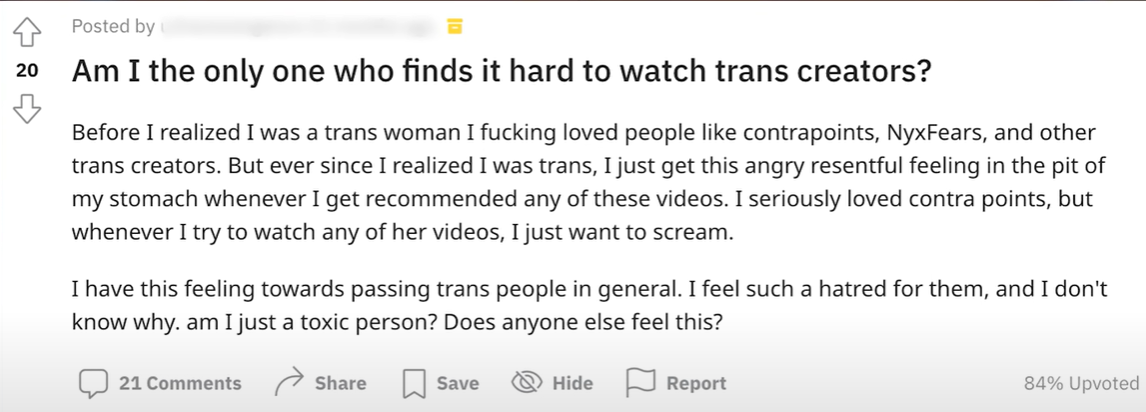 Posted by
20
Am I the only one who finds it hard to watch trans creators?
Before I realized I was a trans woman I fucking loved people like contrapoints, NyxFears, and other
trans creators. But ever since I realized I was trans, I just get this angry resentful feeling in the pit of
my stomach whenever I get recommended any of these videos. I seriously loved contra points, but
whenever I try to watch any of her videos, I just want to scream.
I have this feeling towards passing trans people in general. I feel such a hatred for them, and I don't
know why. am I just a toxic person? Does anyone else feel this?
21 Comments Share Save Hide Report 84% Upvoted